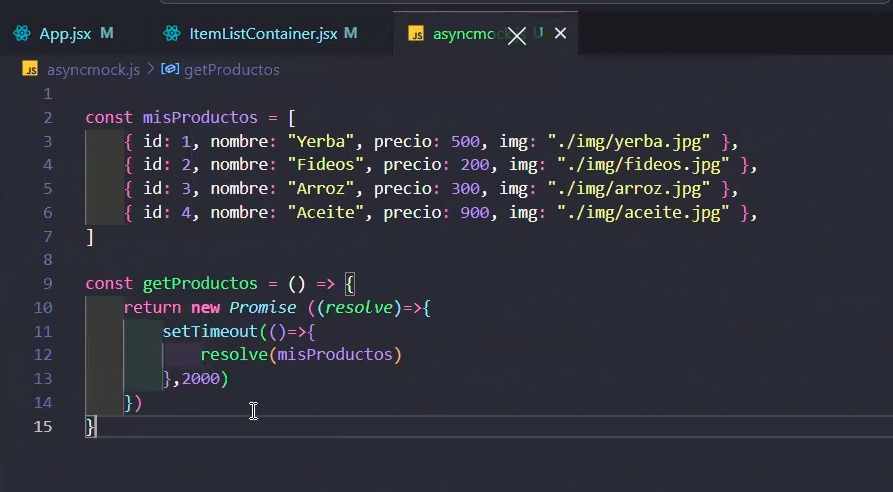 App.jsx M
ItemListContainer.jsx M
JS U
JS asyncmock.js > getProductos
1
2 const misProductos = [
3 { id: 1, nombre: "Yerba", precio: 500, img: "./img/yerba.jpg" },
4 { id: 2, nombre: "Fideos", precio: 200, img: "./img/fideos.jpg" },
5 { id: 3, nombre: "Arroz", precio: 300, img: "./img/arroz.jpg" },
6 { id: 4, nombre: "Aceite", precio: 900, img: "./img/aceite.jpg" },
7 ]
8
9 const getProductos = () => {
10 return new Promise ((resolve)=>{
11 setTimeout(()=>{
12 resolve(misProductos)
13 },2000)
14 })
15 }